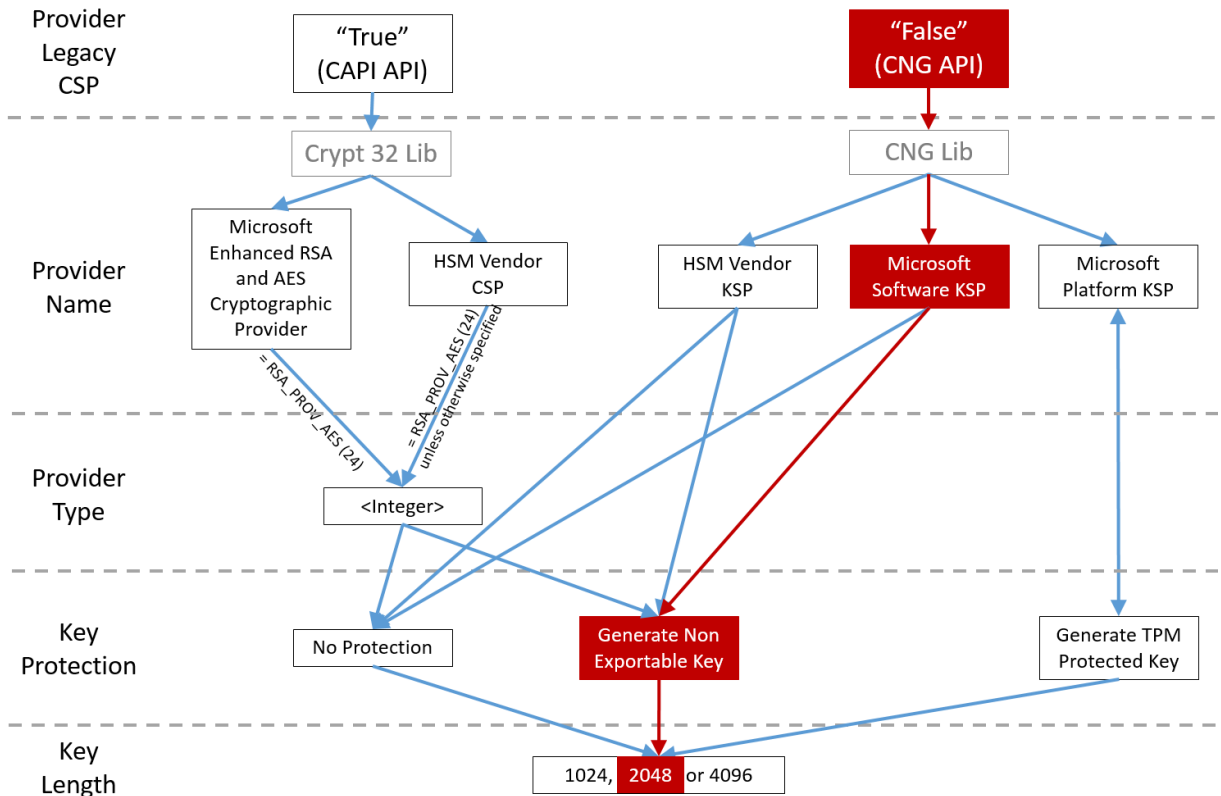 Provider
Legacy
CSP
“True”
(CAPI API)
“False”
(CNG API)
Crypt 32 Lib
CNG Lib
Provider
Name
Microsoft
Enhanced RSA
and AES
Cryptographic
Provider
HSM Vendor
CSP
HSM Vendor
KSP
Microsoft
Software KSP
Microsoft
Platform KSP
= RSA_PROV_AES (24)
= RSA_PROV_AES (24)
unless otherwise specified
Provider
Type
<Integer>
Key
Protection
No Protection
Generate Non
Exportable Key
Generate TPM
Protected Key
Key
Length
1024, 2048 or 4096